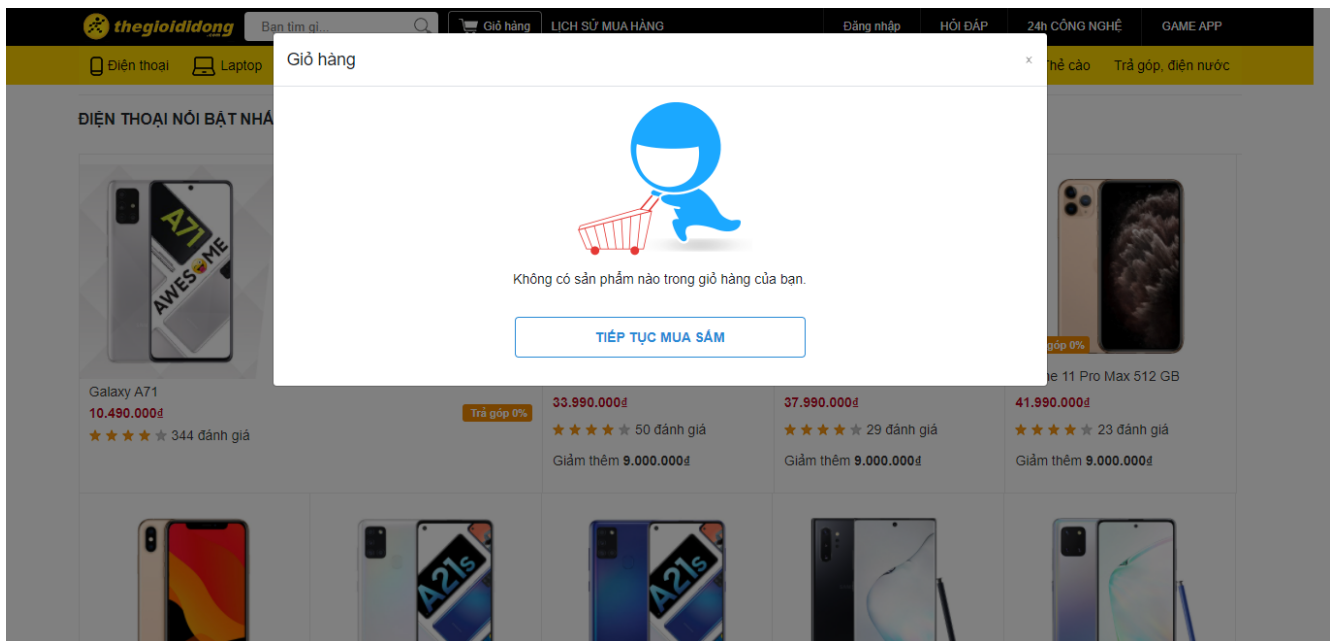 thegioididong
.com
Bạn tìm gì...
Giỏ hàng
LỊCH SỬ MUA HÀNG
Đăng nhập
HỎI ĐÁP
24h CÔNG NGHỆ
GAME APP
Điện thoại
Laptop
Thẻ cào
Trả góp, điện nước
Giỏ hàng
x
ĐIỆN THOẠI NỔI BẬT
Không có sản phẩm nào trong giỏ hàng của bạn.
TIẾP TỤC MUA SẮM
A71
AWESOME
Galaxy A71
10.490.000₫
344 đánh giá
Trả góp 0%
33.990.000₫
50 đánh giá
Giảm thêm 9.000.000₫
37.990.000₫
29 đánh giá
Giảm thêm 9.000.000₫
góp 0%
11 Pro Max 512 GB
41.990.000₫
23 đánh giá
Giảm thêm 9.000.000₫
A21s
A21s